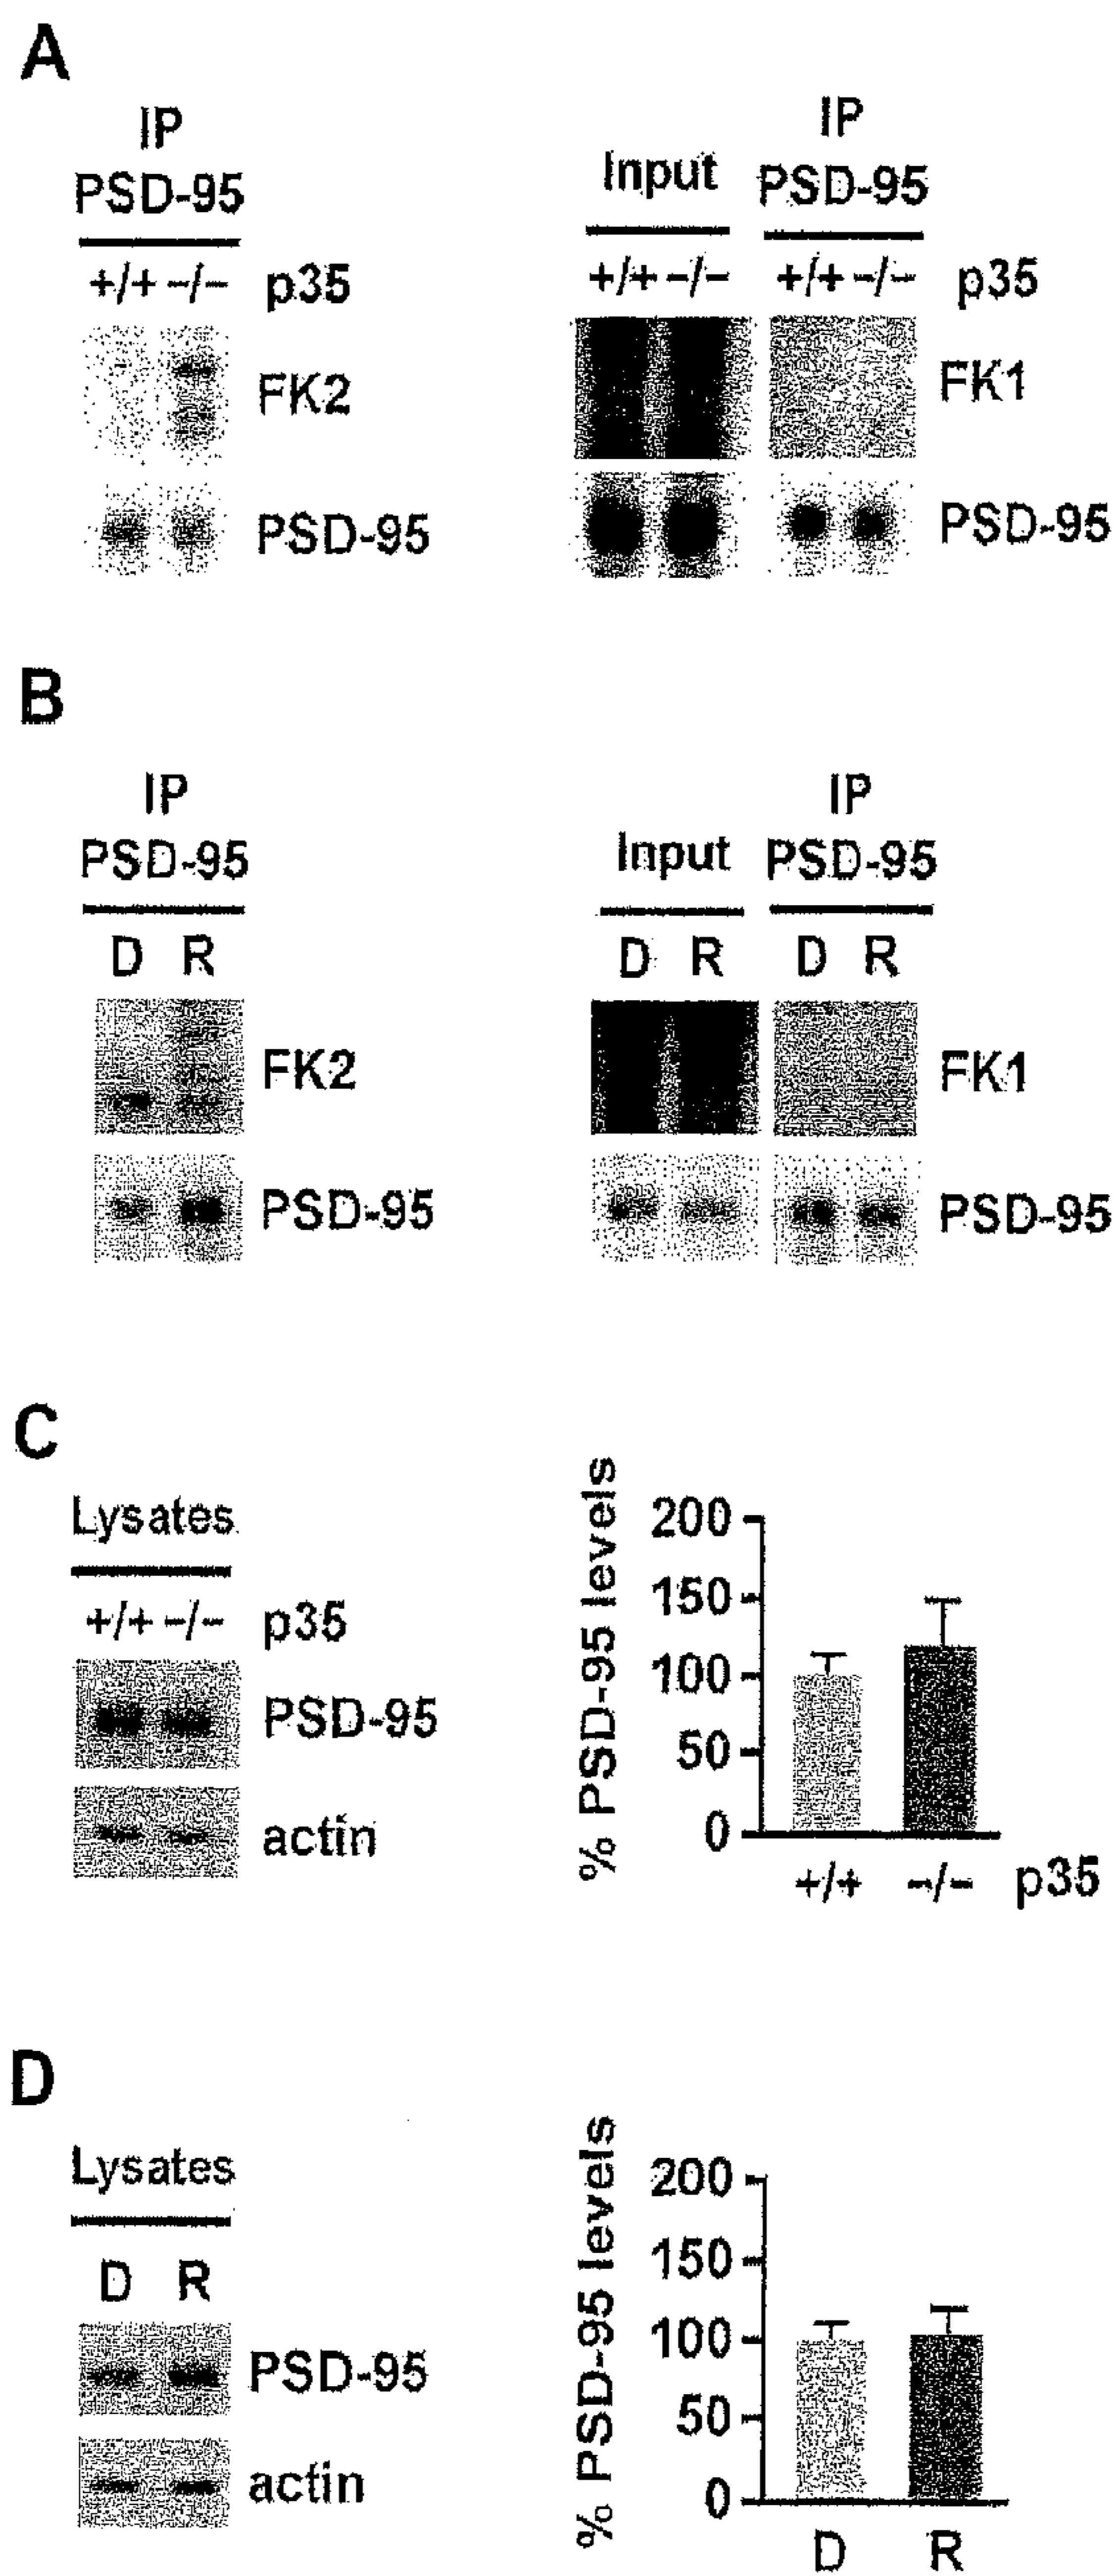 A
IP
PSD-95
+/+ -/- p35
FK2
PSD-95
Input
IP
PSD-95
+/+ -/- +/+ -/- p35
FK1
PSD-95
B
IP
PSD-95
D R
FK2
PSD-95
Input
IP
PSD-95
D R D R
FK1
PSD-95
C
Lysates
+/+ -/- p35
PSD-95
actin
% PSD-95 levels
200
150
100
50
0
+/+ -/- p35
D
Lysates
D R
PSD-95
actin
% PSD-95 levels
200
150
100
50
0
D R